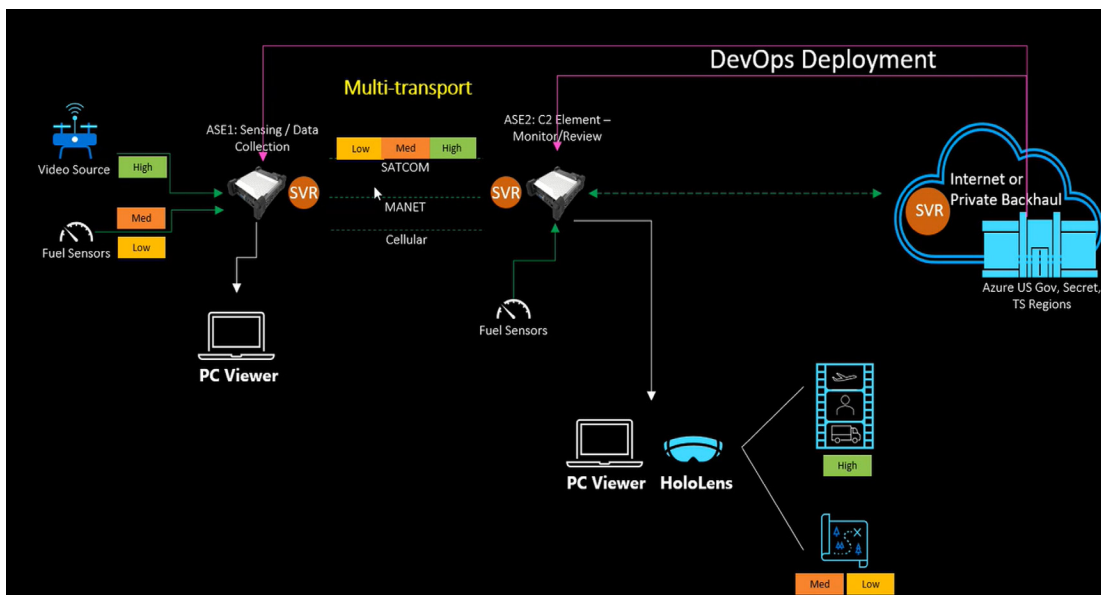 DevOps Deployment
Multi-transport
ASE1: Sensing / Data
Collection
ASE2: C2 Element –
Monitor/Review
Low
Med
High
SATCOM
Video Source
High
SVR
MANET
SVR
Cellular
Med
Low
Fuel Sensors
Internet or
Private Backhaul
SVR
Azure US Gov, Secret,
TS Regions
Fuel Sensors
PC Viewer
PC Viewer
HoloLens
High
Med
Low